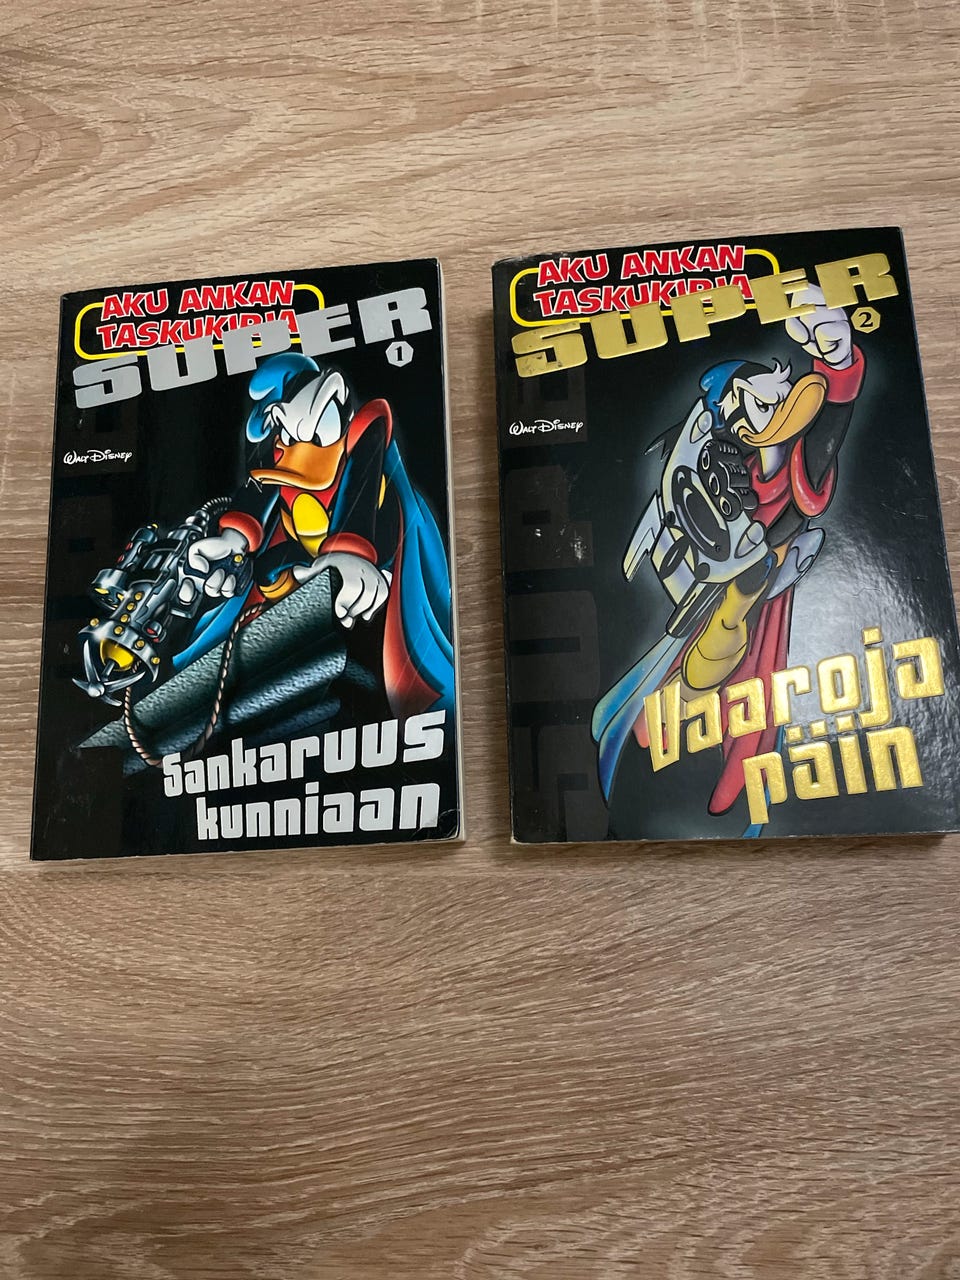 AKU ANKAN
TASKUKIRJA
SUPER
1
WALT DISNEY
Sankaruus
kunniaan
AKU ANKAN
TASKUKIRJA
SUPER
2
WALT DISNEY
Vaaroja
päin